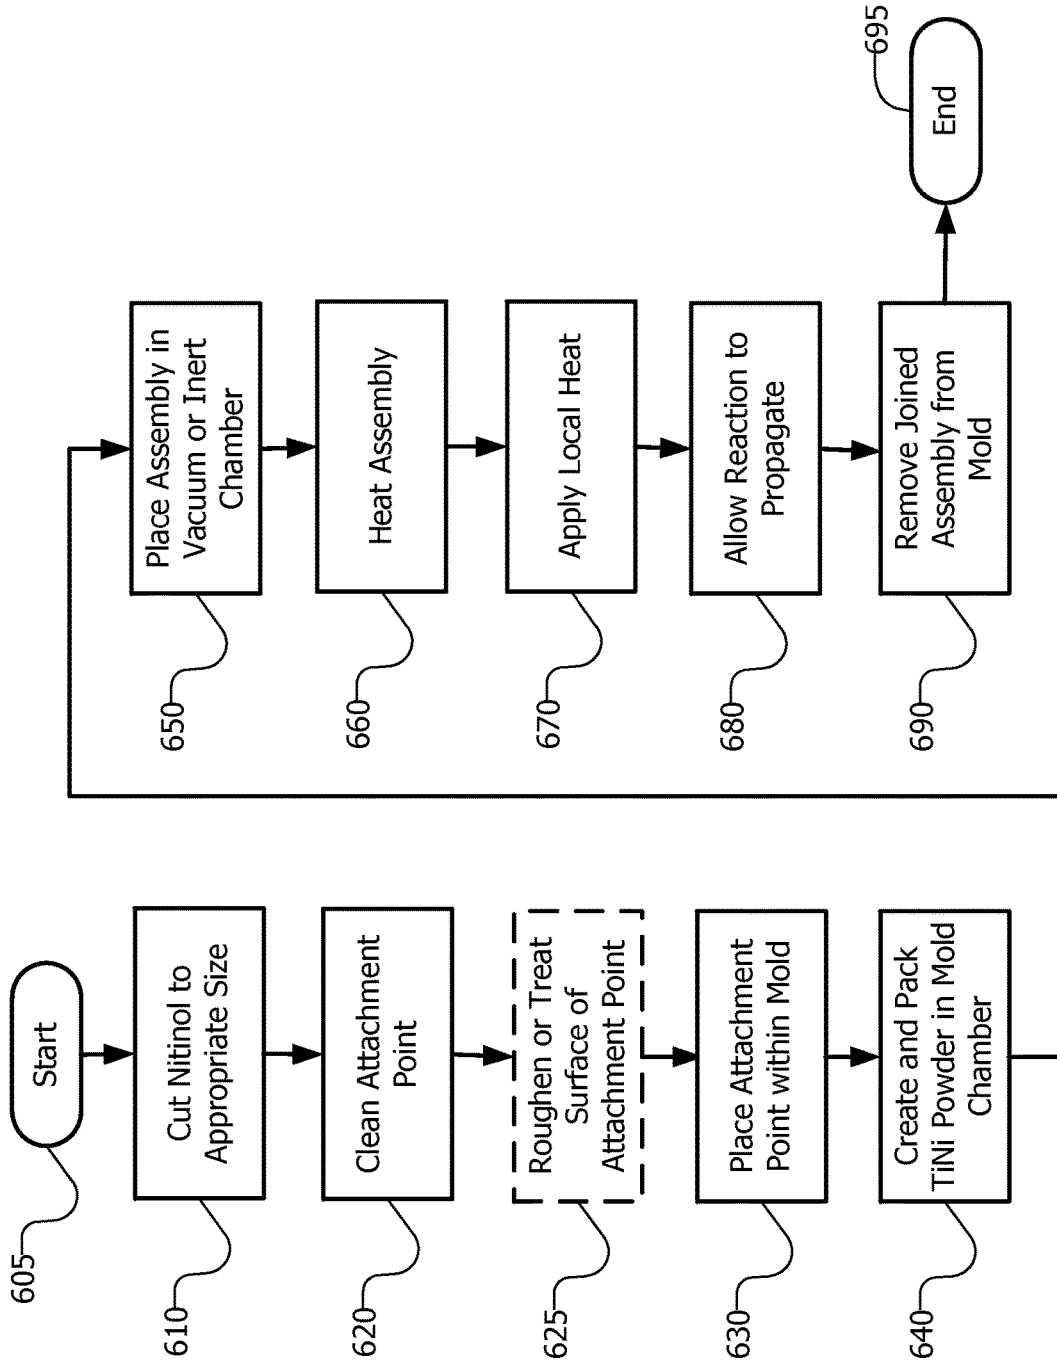 Start
605
Cut Nitinol to
Appropriate Size
610
Clean Attachment
Point
620
Roughen or Treat
Surface of
Attachment Point
625
Place Attachment
Point within Mold
630
Create and Pack
TiNi Powder in Mold
Chamber
640
Place Assembly in
Vacuum or Inert
Chamber
650
Heat Assembly
660
Apply Local Heat
670
Allow Reaction to
Propagate
680
Remove Joined
Assembly from
Mold
690
End
695